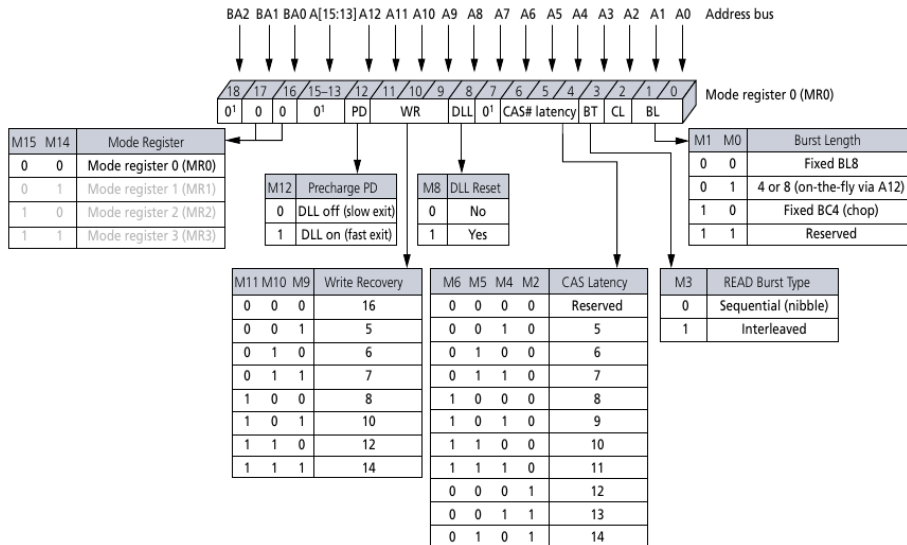 BA2 BA1 BA0 A[15:13] A12 A11 A10 A9 A8 A7 A6 A5 A4 A3 A2 A1 A0 Address bus
18 17 16 15–13 12 11 10 9 8 7 6 5 4 3 2 1 0 Mode register 0 (MR0)
0¹ 0 0 0¹ PD WR DLL 0¹ CAS# latency BT CL BL
M15 M14 Mode Register
0 0 Mode register 0 (MR0)
0 1 Mode register 1 (MR1)
1 0 Mode register 2 (MR2)
1 1 Mode register 3 (MR3)
M12 Precharge PD
0 DLL off (slow exit)
1 DLL on (fast exit)
M8 DLL Reset
0 No
1 Yes
M1 M0 Burst Length
0 0 Fixed BL8
0 1 4 or 8 (on-the-fly via A12)
1 0 Fixed BC4 (chop)
1 1 Reserved
M11 M10 M9 Write Recovery
0 0 0 16
0 0 1 5
0 1 0 6
0 1 1 7
1 0 0 8
1 0 1 10
1 1 0 12
1 1 1 14
M6 M5 M4 M2 CAS Latency
0 0 0 0 Reserved
0 0 1 0 5
0 1 0 0 6
0 1 1 0 7
1 0 0 0 8
1 0 1 0 9
1 1 0 0 10
1 1 1 0 11
0 0 0 1 12
0 0 1 1 13
0 1 0 1 14
M3 READ Burst Type
0 Sequential (nibble)
1 Interleaved